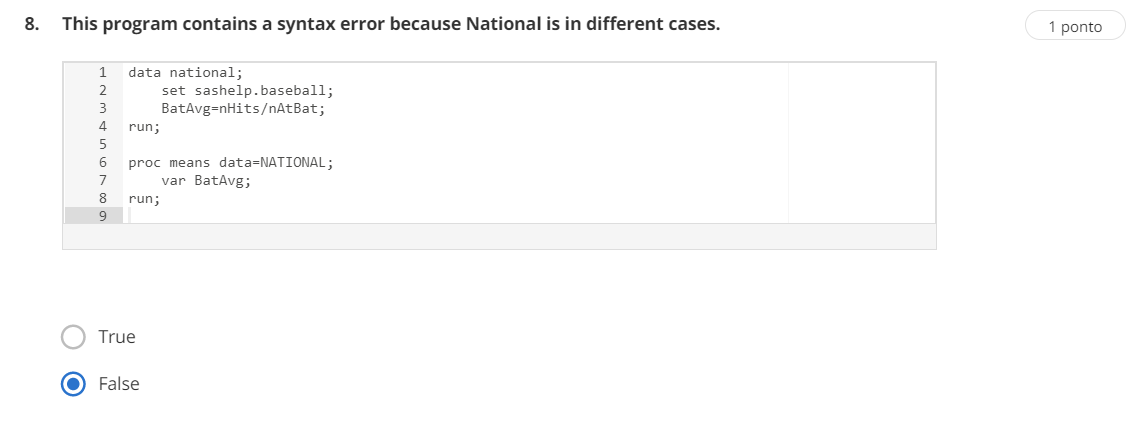 8. This program contains a syntax error because National is in different cases.
1 ponto
1 data national;
2     set sashelp.baseball;
3     BatAvg=nHits/nAtBat;
4 run;
5
6 proc means data=NATIONAL;
7     var BatAvg;
8 run;
9
True
False